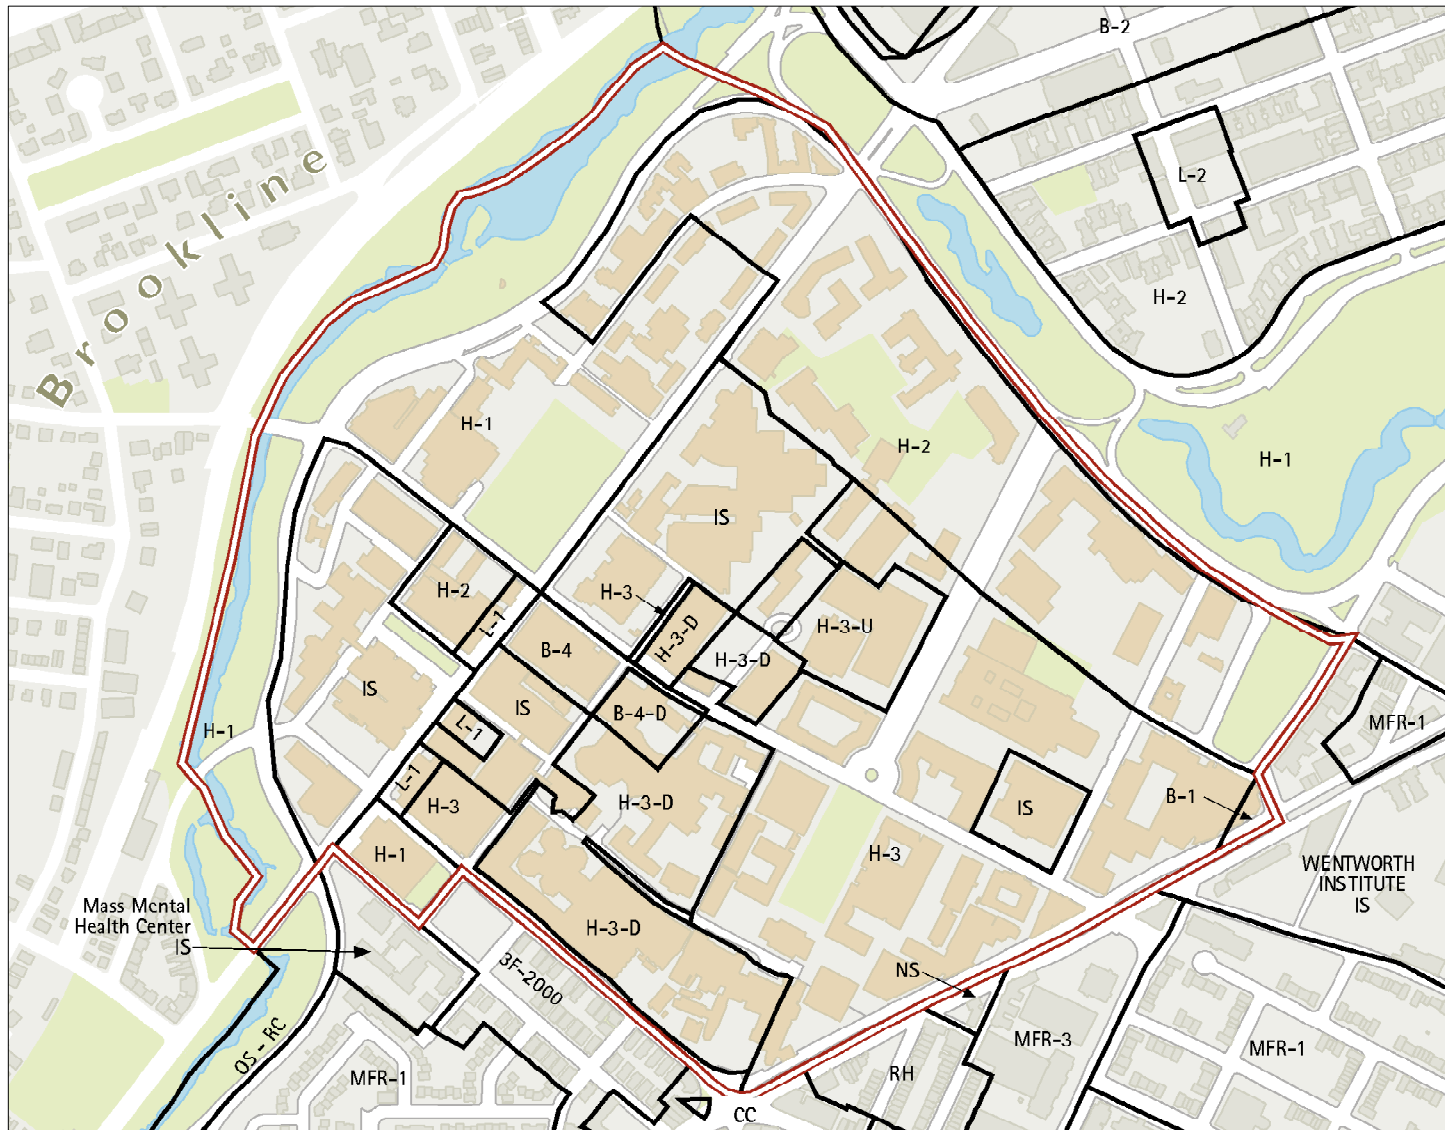 B-2
L-2
Brookline
H-2
H-1
H-2
H-1
IS
H-2
H-3
L-1
H-3-D
H-3-U
B-4
H-3-D
IS
IS
B-4-D
MFR-1
H-1
L-1
L-1
H-3
H-3-D
IS
B-1
H-1
H-3
WENTWORTH
INSTITUTE
IS
Mass Mental
Health Center
IS
H-3-D
3F-2000
NS
OS - RC
MFR-1
RH
MFR-3
MFR-1
CC